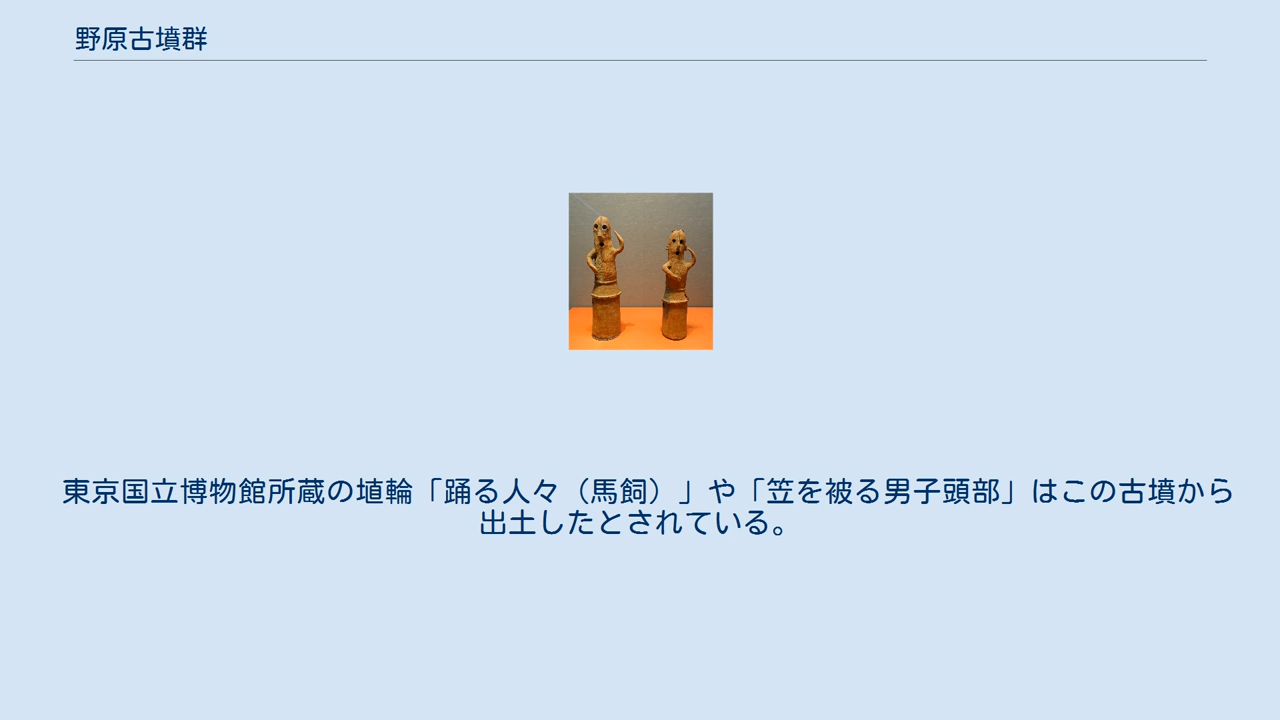 野原古墳群
東京国立博物館所蔵の埴輪「踊る人々（馬飼）」や「笠を被る男子頭部」はこの古墳から
出土したとされている。